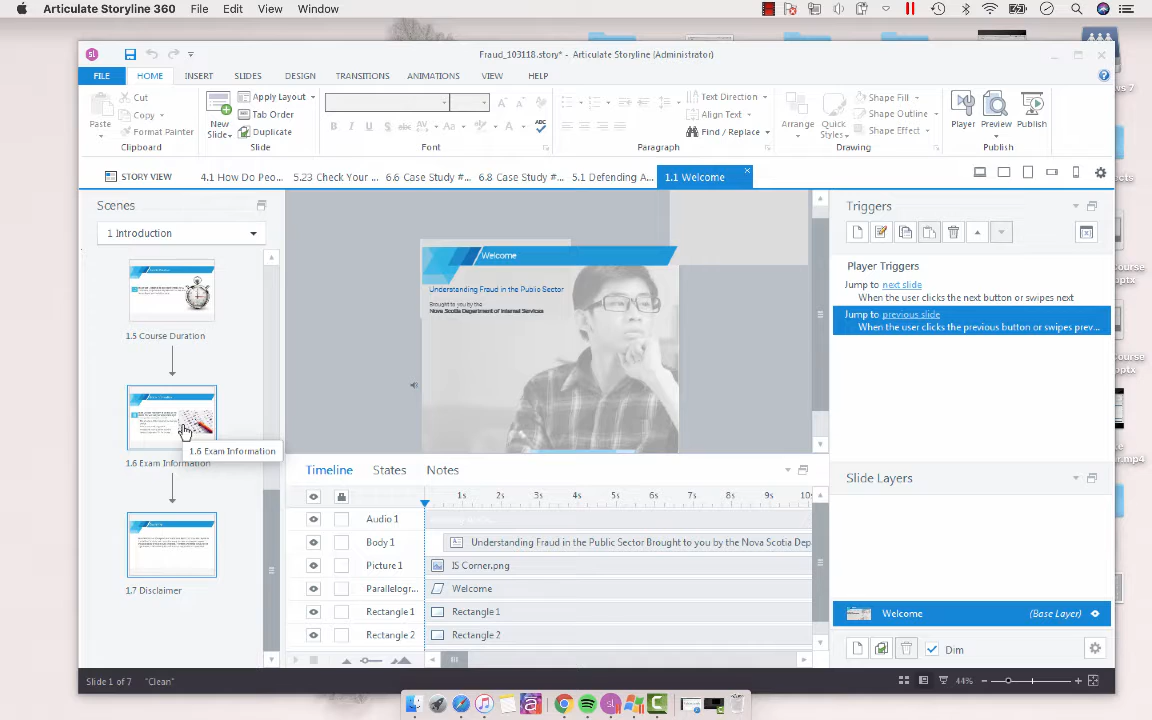 Articulate Storyline 360 File Edit View Window
Fraud_103118.story* - Articulate Storyline (Administrator)
FILE HOME INSERT SLIDES DESIGN TRANSITIONS ANIMATIONS VIEW HELP
Paste
Cut
Copy
Format Painter
Clipboard
New
Slide
Apply Layout
Tab Order
Duplicate
Slide
B I U S abc AV Aa A
ABC
Font
Text Direction
Align Text
Find / Replace
Paragraph
Arrange
Quick
Styles
Shape Fill
Shape Outline
Shape Effect
Drawing
Player
Preview
Publish
Publish
STORY VIEW 4.1 How Do Peo... 5.23 Check Your ... 6.6 Case Study #... 6.8 Case Study #... 5.1 Defending A... 1.1 Welcome
Scenes
1 Introduction
1.5 Course Duration
1.6 Exam Information
1.6 Exam Information
1.7 Disclaimer
Welcome
Understanding Fraud in the Public Sector
Brought to you by the
Nova Scotia Department of Internal Services
Timeline States Notes
1s 2s 3s 4s 5s 6s 7s 8s 9s 10s
Audio 1
Body 1 Understanding Fraud in the Public Sector Brought to you by the Nova Scotia Dep
Picture 1 IS Corner.png
Parallelogr... Welcome
Rectangle 1 Rectangle 1
Rectangle 2 Rectangle 2
Triggers
Player Triggers
Jump to next slide
When the user clicks the next button or swipes next
Jump to previous slide
When the user clicks the previous button or swipes prev...
Slide Layers
Welcome (Base Layer)
Dim
Slide 1 of 7 "Clean" 44%